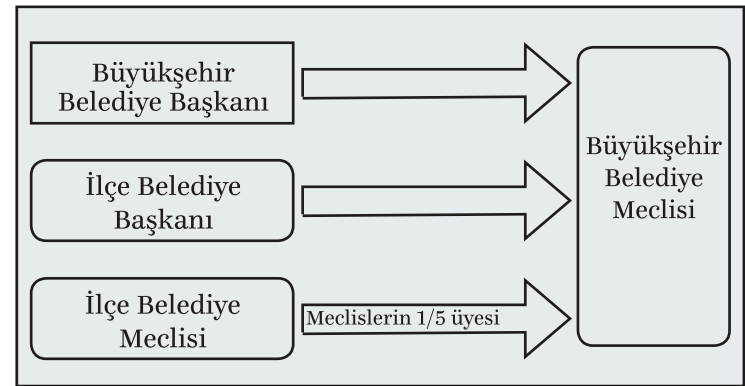 Büyükşehir
Belediye Başkanı
İlçe Belediye
Başkanı
İlçe Belediye
Meclisi
Meclislerin 1/5 üyesi
Büyükşehir
Belediye
Meclisi